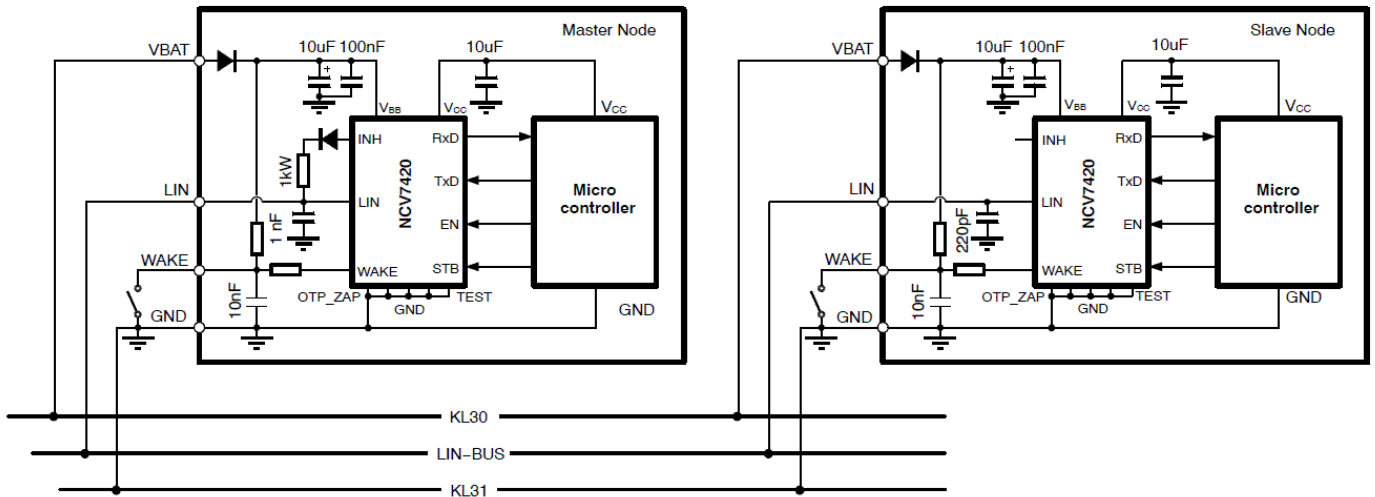 Master Node
VBAT
10uF 100nF
10uF
+
VBB
VCC
VCC
INH
RxD
1kW
NCV7420
TxD
Micro
controller
LIN
LIN
1 nF
EN
WAKE
WAKE
STB
10nF
OTP_ZAP
TEST
GND
GND
GND
Slave Node
VBAT
10uF 100nF
10uF
+
VBB
VCC
VCC
INH
RxD
NCV7420
TxD
Micro
controller
LIN
LIN
220pF
EN
WAKE
WAKE
STB
10nF
OTP_ZAP
TEST
GND
GND
GND
KL30
LIN-BUS
KL31